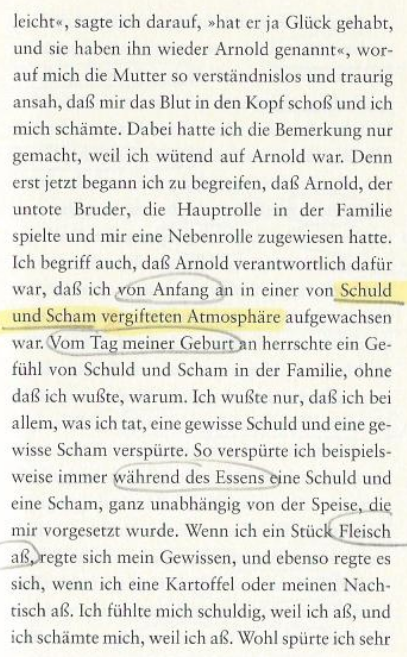 leicht«, sagte ich darauf, »hat er ja Glück gehabt,
und sie haben ihn wieder Arnold genannt«, wor-
auf mich die Mutter so verständnislos und traurig
ansah, daß mir das Blut in den Kopf schoß und ich
mich schämte. Dabei hatte ich die Bemerkung nur
gemacht, weil ich wütend auf Arnold war. Denn
erst jetzt begann ich zu begreifen, daß Arnold, der
untote Bruder, die Hauptrolle in der Familie
spielte und mir eine Nebenrolle zugewiesen hatte.
Ich begriff auch, daß Arnold verantwortlich dafür
war, daß ich von Anfang an in einer von Schuld
und Scham vergifteten Atmosphäre aufgewachsen
war. Vom Tag meiner Geburt an herrschte ein Ge-
fühl von Schuld und Scham in der Familie, ohne
daß ich wußte, warum. Ich wußte nur, daß ich bei
allem, was ich tat, eine gewisse Schuld und eine ge-
wisse Scham verspürte. So verspürte ich beispiels-
weise immer während des Essens eine Schuld und
eine Scham, ganz unabhängig von der Speise, die
mir vorgesetzt wurde. Wenn ich ein Stück Fleisch
aß, regte sich mein Gewissen, und ebenso regte es
sich, wenn ich eine Kartoffel oder meinen Nach-
tisch aß. Ich fühlte mich schuldig, weil ich aß, und
ich schämte mich, weil ich aß. Wohl spürte ich sehr